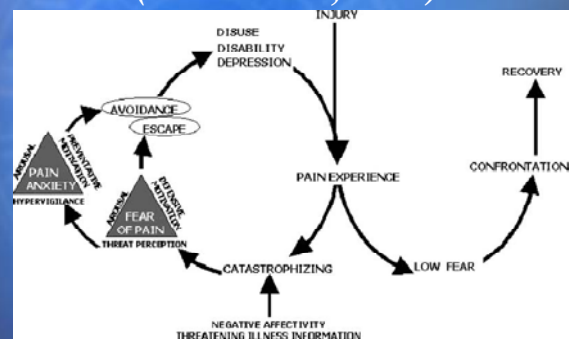 INJURY
DISUSE
DISABILITY
DEPRESSION
RECOVERY
AVOIDANCE
ESCAPE
AROUSAL
PREVENTATIVE
MOTIVATION
PAIN
ANXIETY
HYPERVIGILANCE
AROUSAL
DEFENSIVE
MOTIVATION
FEAR
OF PAIN
THREAT PERCEPTION
PAIN EXPERIENCE
CONFRONTATION
CATASTROPHIZING
LOW FEAR
NEGATIVE AFFECTIVITY
THREATENING ILLNESS INFORMATION